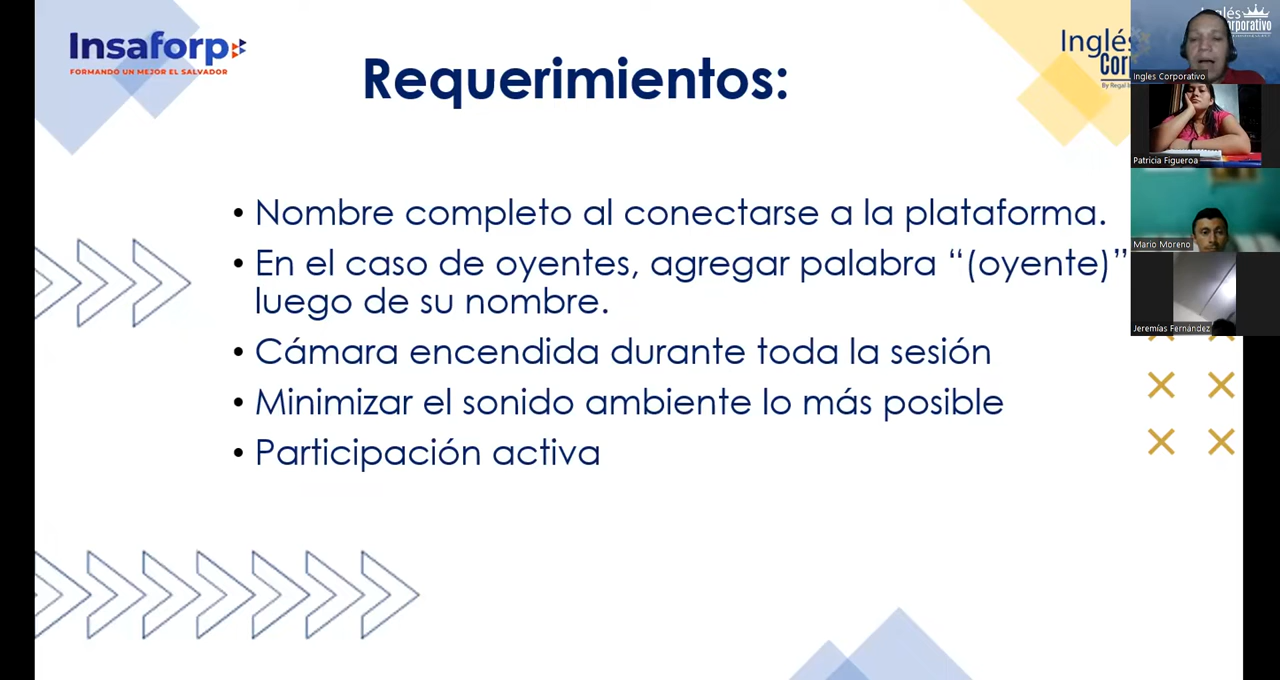 Insaforp
FORMANDO UN MEJOR EL SALVADOR
Requerimientos:
Inglés
Cor
• Nombre completo al conectarse a la plataforma.
• En el caso de oyentes, agregar palabra “(oyente)”
luego de su nombre.
• Cámara encendida durante toda la sesión
• Minimizar el sonido ambiente lo más posible
• Participación activa
Ingles Corporativo
Patricia Figueroa
Mario Moreno
Jeremías Fernández